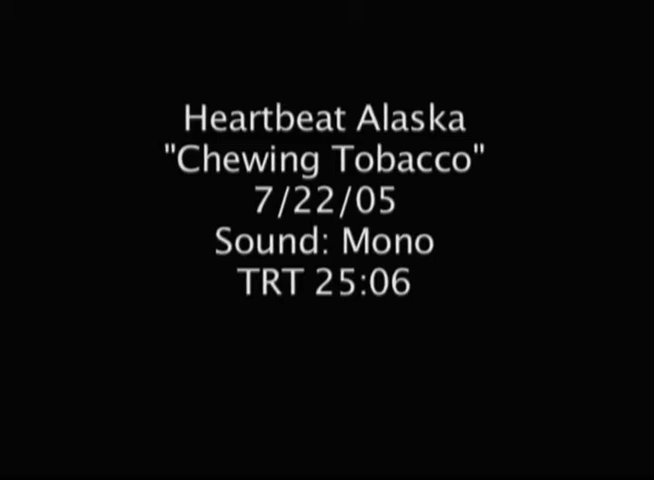 Heartbeat Alaska
"Chewing Tobacco"
7/22/05
Sound: Mono
TRT 25:06